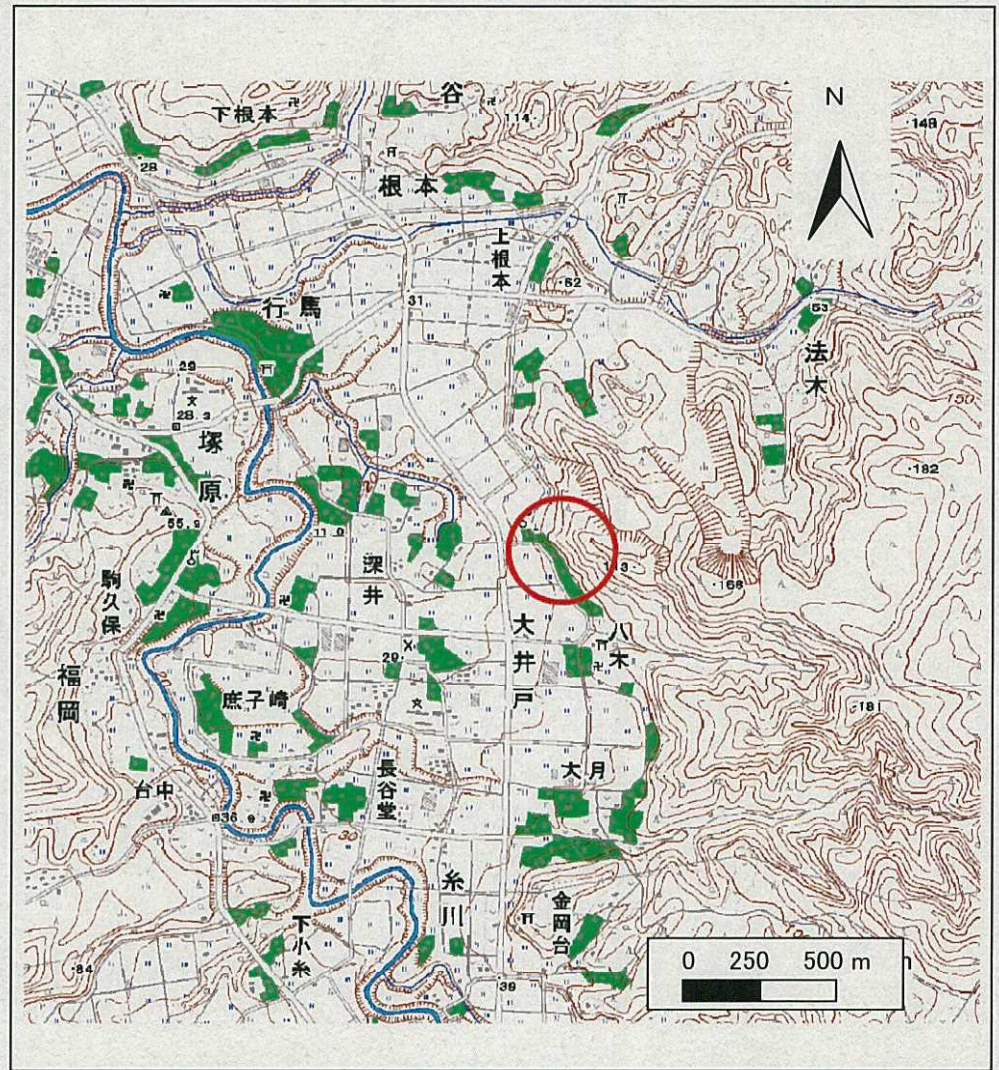 谷
下根本
114
N
148
28
根本
上根本
62
31
53
行馬
法木
29
150
28.3
塚原
182
55.9
11.0
深井
駒久保
168
大井戸
八木
29
福岡
庶子崎
181
大月
長谷堂
台中
36.9
30
糸川
金岡台
下小糸
84
39
0 250 500 m